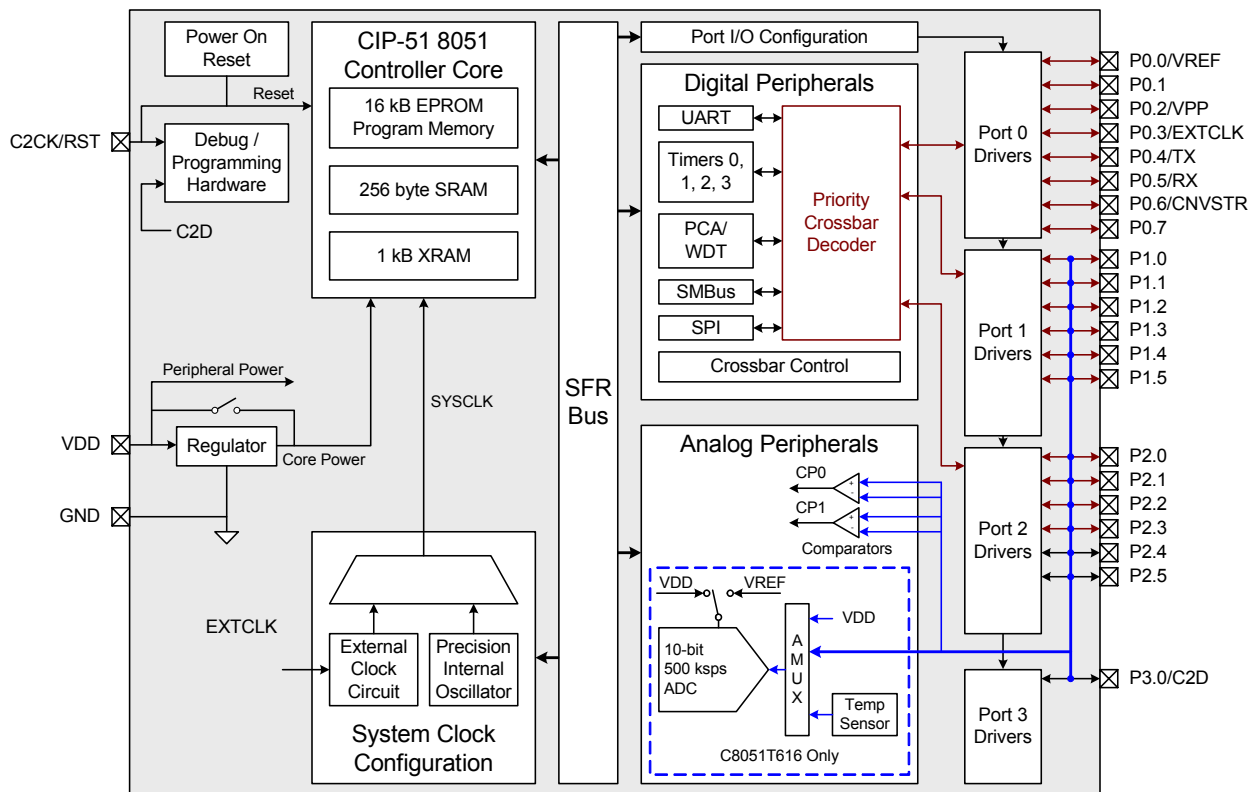 Power On
Reset
Reset
C2CK/RST
Debug /
Programming
Hardware
C2D
CIP-51 8051
Controller Core
16 kB EPROM
Program Memory
256 byte SRAM
1 kB XRAM
Peripheral Power
VDD
Regulator
Core Power
GND
SYSCLK
EXTCLK
External
Clock
Circuit
Precision
Internal
Oscillator
System Clock
Configuration
SFR
Bus
Port I/O Configuration
Digital Peripherals
UART
Timers 0,
1, 2, 3
PCA/
WDT
SMBus
SPI
Priority
Crossbar
Decoder
Crossbar Control
Analog Peripherals
CP0
+
-
CP1
+
-
Comparators
VDD
VREF
10-bit
500 ksps
ADC
A
M
U
X
VDD
Temp
Sensor
C8051T616 Only
Port 0
Drivers
Port 1
Drivers
Port 2
Drivers
Port 3
Drivers
P0.0/VREF
P0.1
P0.2/VPP
P0.3/EXTCLK
P0.4/TX
P0.5/RX
P0.6/CNVSTR
P0.7
P1.0
P1.1
P1.2
P1.3
P1.4
P1.5
P2.0
P2.1
P2.2
P2.3
P2.4
P2.5
P3.0/C2D